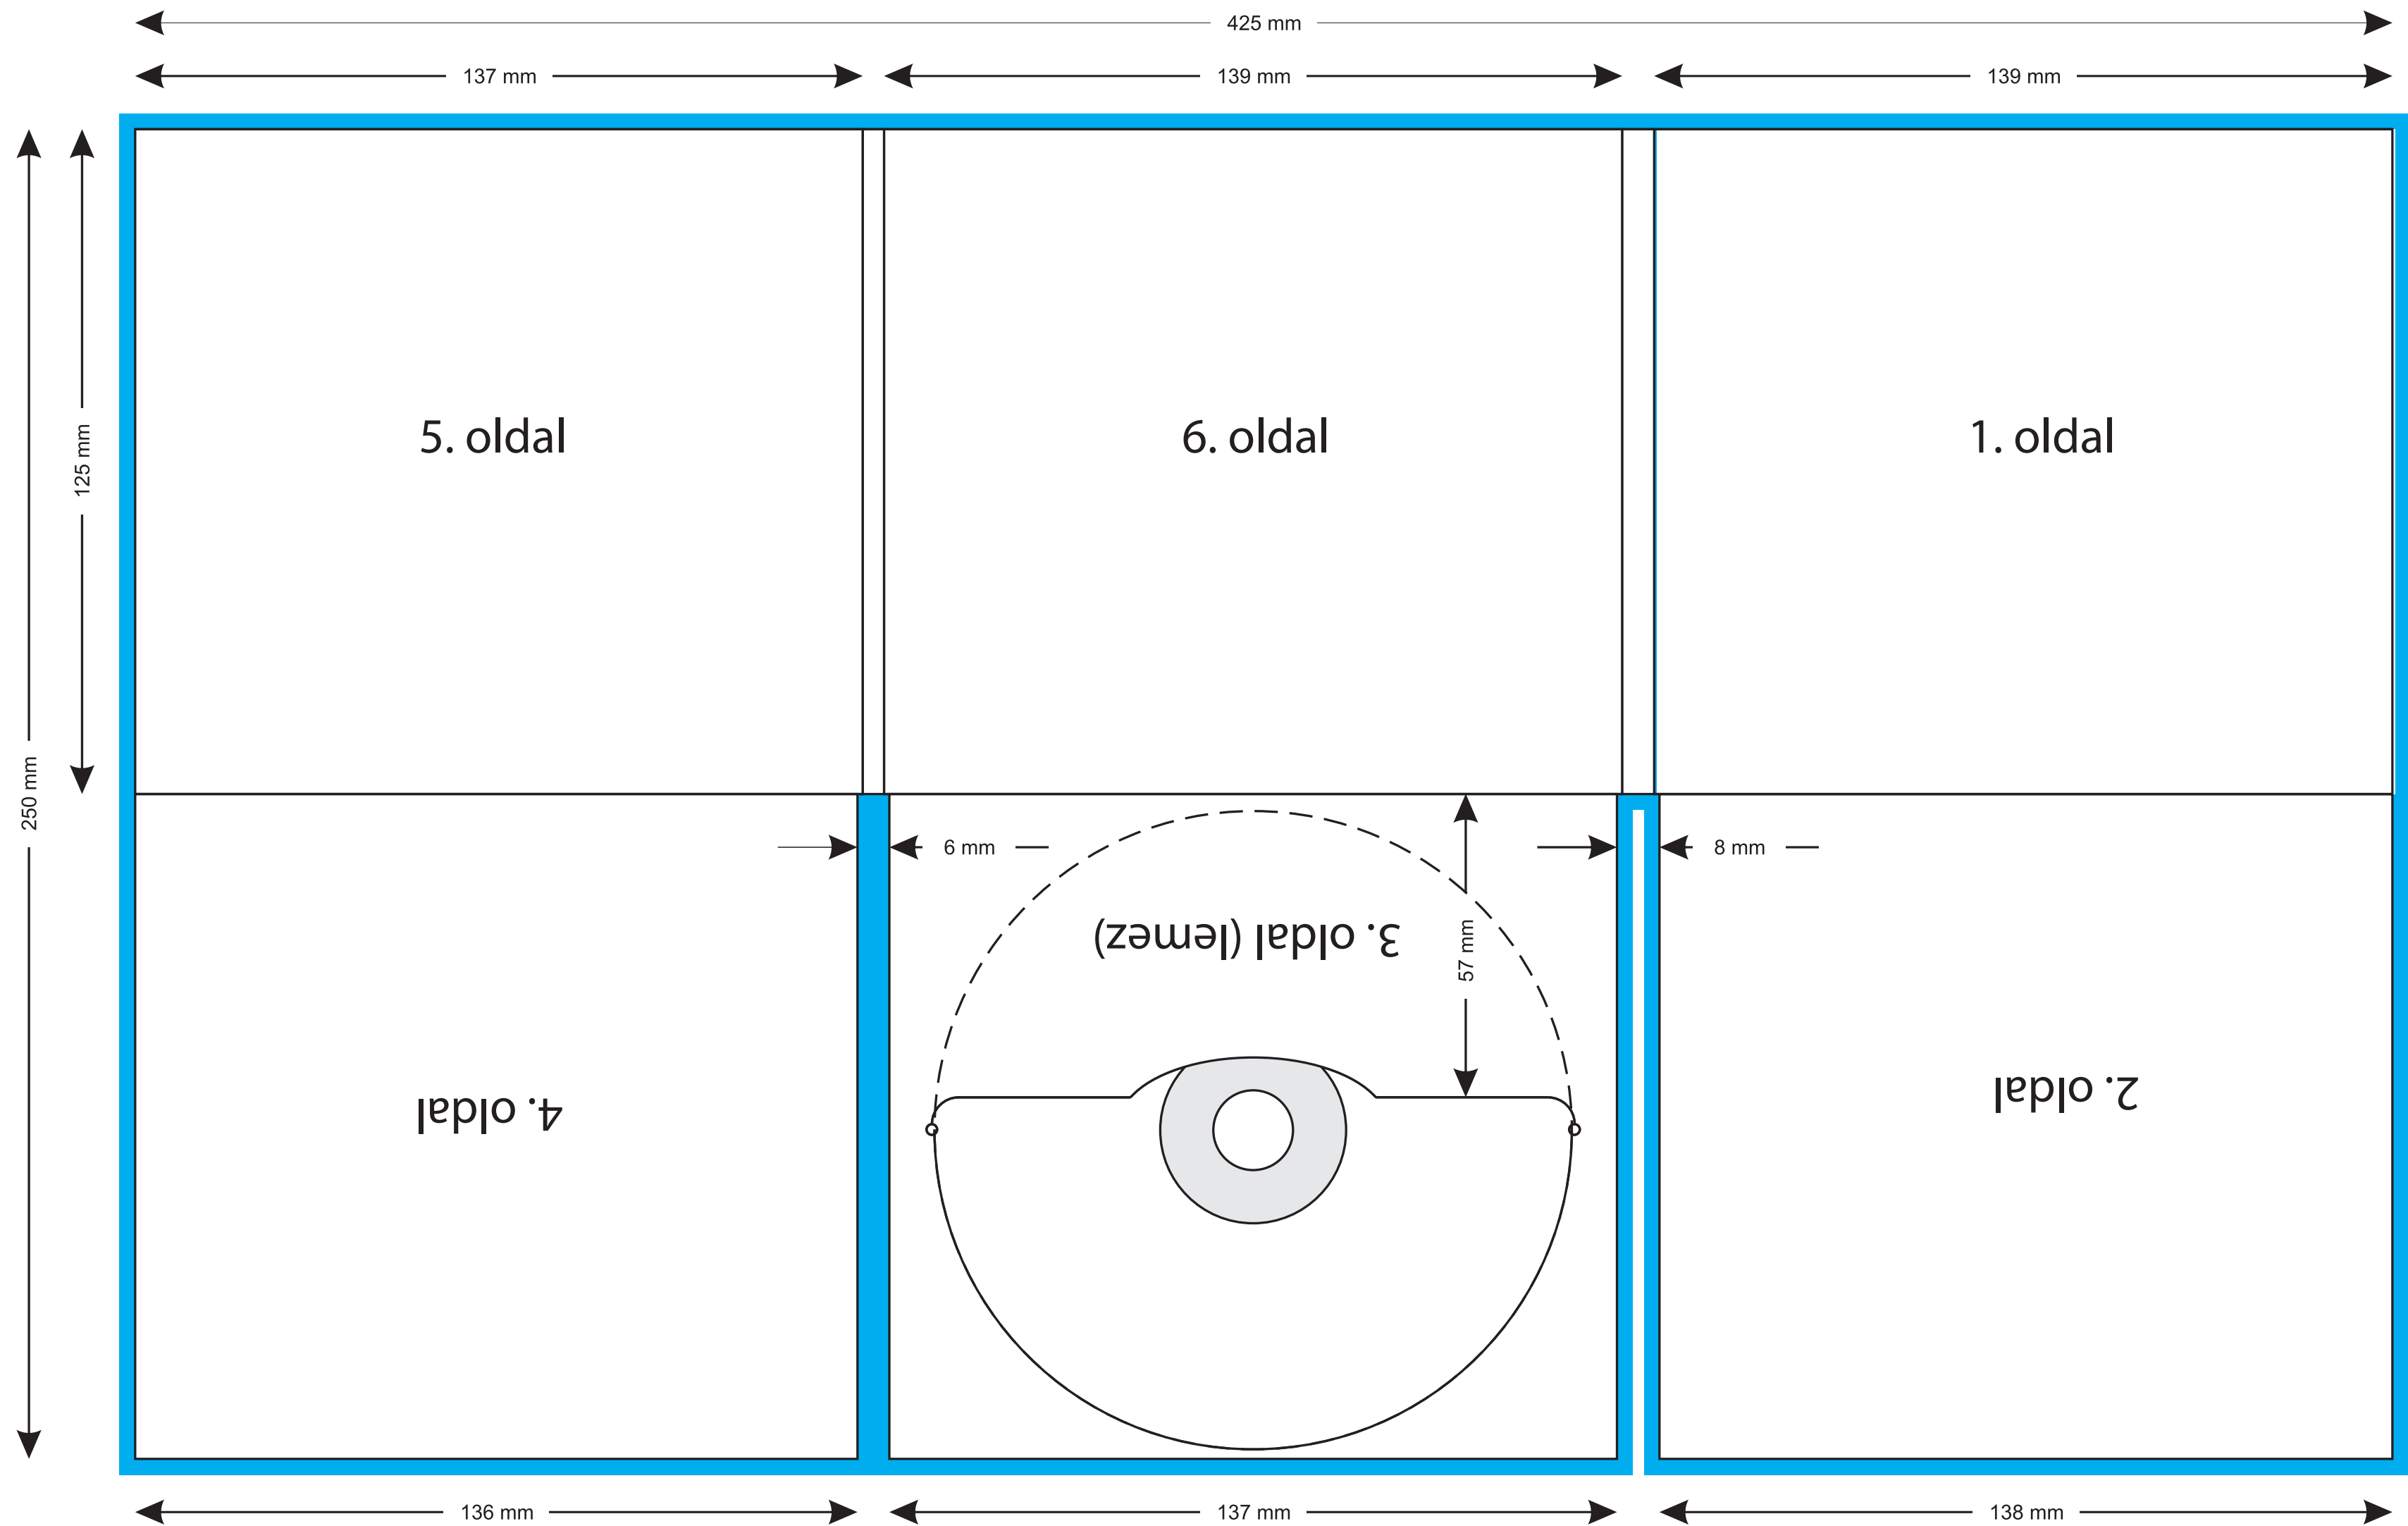 425 mm
137 mm
139 mm
139 mm
5. oldal
6. oldal
1. oldal
125 mm
250 mm
6 mm
8 mm
3. oldal (lemez)
57 mm
4. oldal
2. oldal
136 mm
137 mm
138 mm